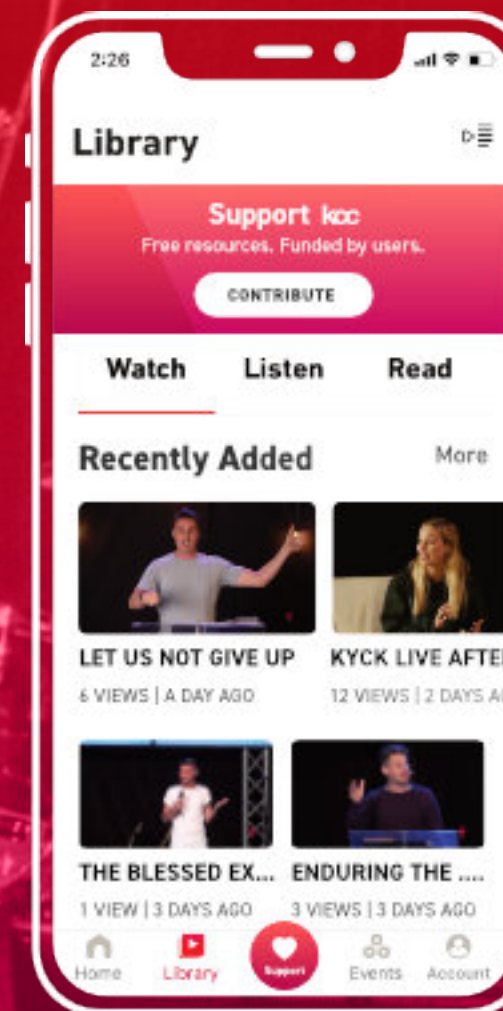 2:26
Library
Support kcc
Free resources. Funded by users.
CONTRIBUTE
Watch Listen Read
Recently Added More
LET US NOT GIVE UP KYCK LIVE AFTE
6 VIEWS | A DAY AGO 12 VIEWS | 2 DAYS A
THE BLESSED EX... ENDURING THE ....
1 VIEW | 3 DAYS AGO 3 VIEWS | 3 DAYS AGO
Home Library Support Events Account